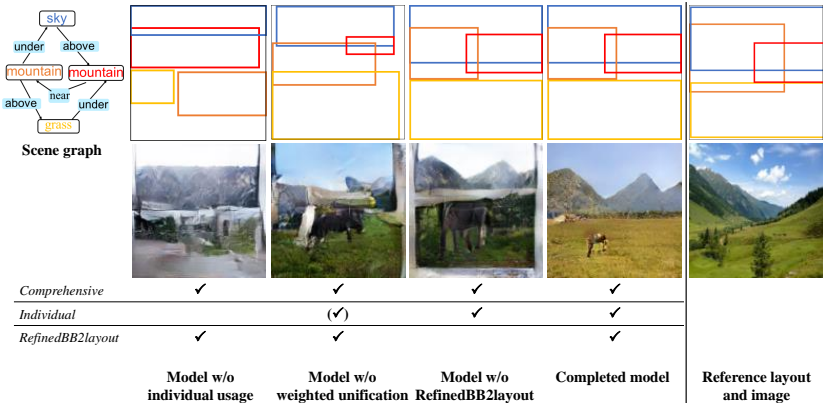 sky
under
above
mountain
mountain
near
above
under
grass
Scene graph
Comprehensive ✓ ✓ ✓ ✓
Individual (✓) ✓ ✓
RefinedBB2layout ✓ ✓ ✓
Model w/o individual usage
Model w/o weighted unification
Model w/o RefinedBB2layout
Completed model
Reference layout and image